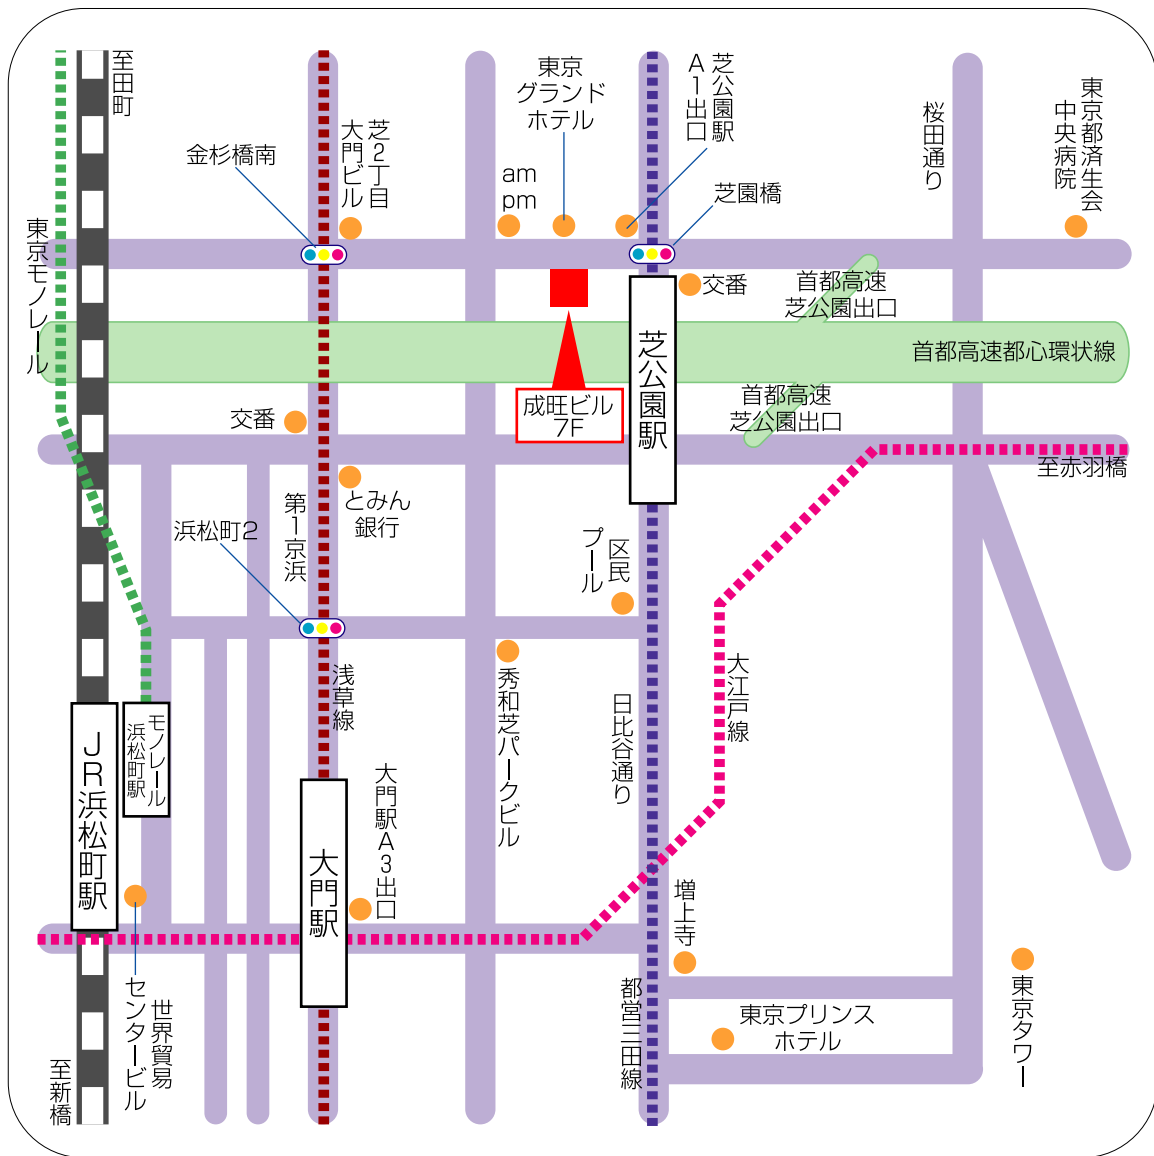 至田町
東京モノレール
金杉橋南
芝2丁目
大門ビル
am
pm
東京
グランド
ホテル
芝公園駅
A1出口
芝園橋
交番
桜田通り
東京都済生会
中央病院
首都高速
芝公園出口
首都高速都心環状線
首都高速
芝公園出口
成旺ビル
7F
芝公園駅
交番
とみん
銀行
第1京浜
浜松町2
至赤羽橋
区民
プール
浅草線
秀和芝パークビル
日比谷通り
大江戸線
JR浜松町駅
モノレール
浜松町駅
大門駅
大門駅A3出口
増上寺
都営三田線
東京プリンス
ホテル
東京タワー
世界貿易
センタービル
至新橋